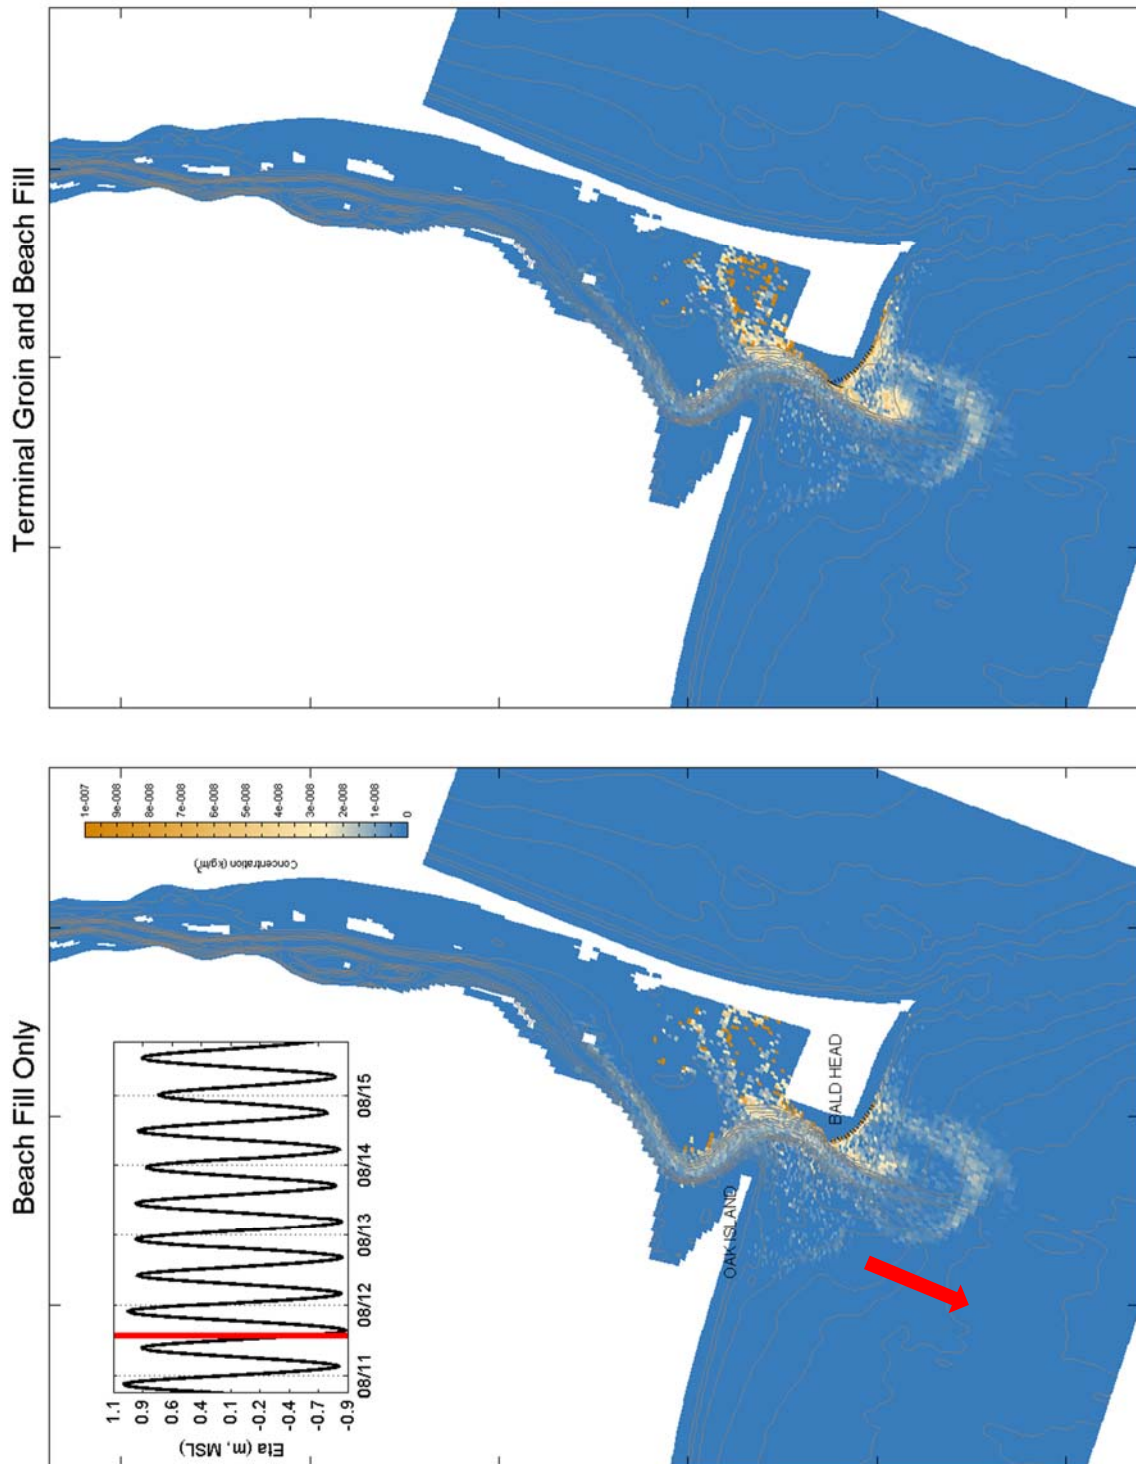 Beach Fill Only
Terminal Groin and Beach Fill
1.1
0.9
0.6
0.4
0.1
-0.2
-0.4
-0.7
-0.9
Eta (m, MSL)
08/11
08/12
08/13
08/14
08/15
1e-007
9e-008
8e-008
7e-008
6e-008
5e-008
4e-008
3e-008
2e-008
1e-008
0
Concentration (kg/m³)
OAK ISLAND
BALD HEAD